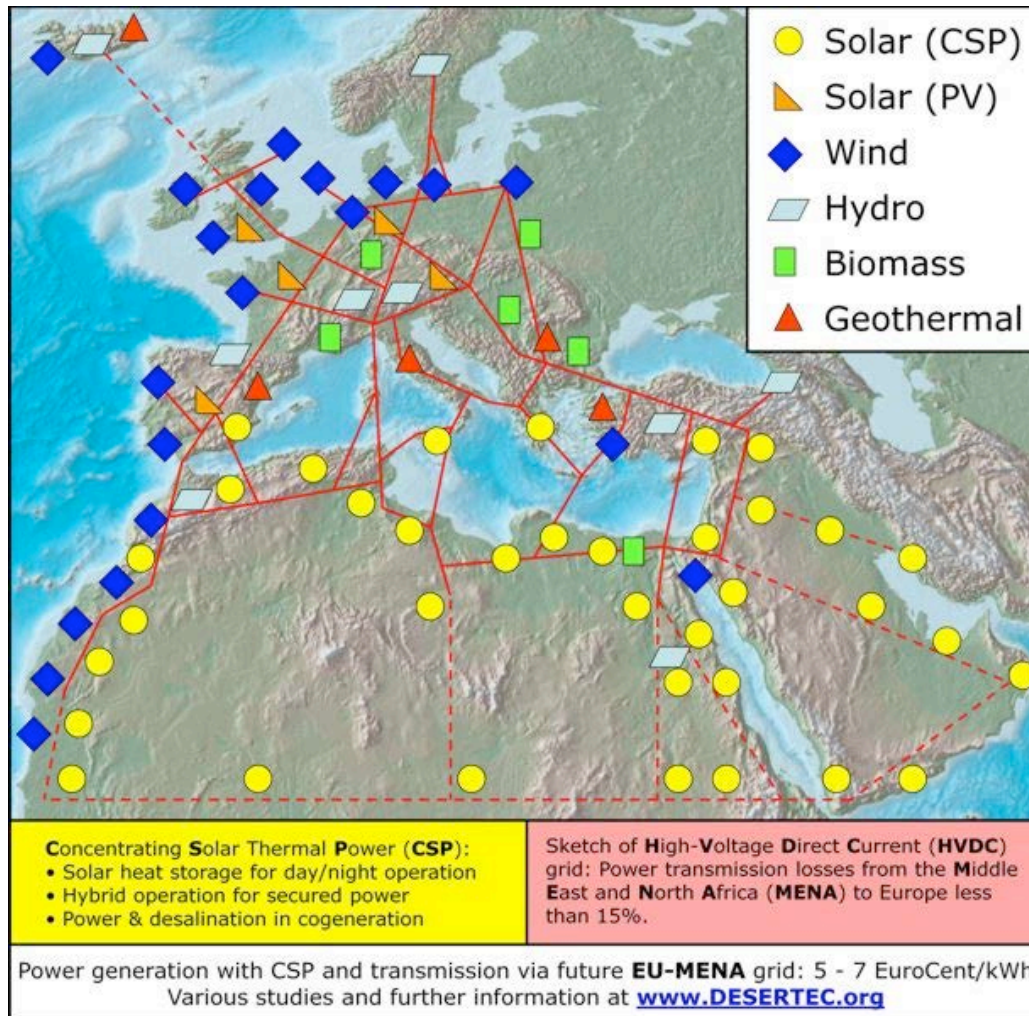 Solar (CSP)
Solar (PV)
Wind
Hydro
Biomass
Geothermal
Concentrating Solar Thermal Power (CSP):
• Solar heat storage for day/night operation
• Hybrid operation for secured power
• Power & desalination in cogeneration
Sketch of High-Voltage Direct Current (HVDC)
grid: Power transmission losses from the Middle
East and North Africa (MENA) to Europe less
than 15%.
Power generation with CSP and transmission via future EU-MENA grid: 5 - 7 EuroCent/kWh
Various studies and further information at www.DESERTEC.org